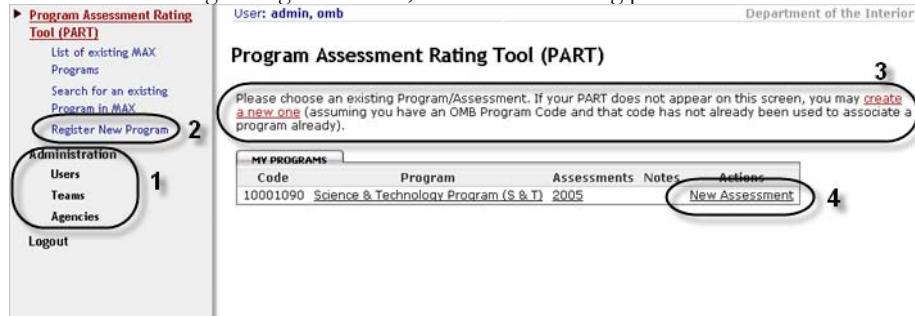 Program Assessment Rating
Tool (PART)
List of existing MAX
Programs
Search for an existing
Program in MAX
Register New Program
2
Administration
Users
Teams
Agencies
1
Logout
User: admin, omb
Department of the Interior
Program Assessment Rating Tool (PART)
3
Please choose an existing Program/Assessment. If your PART does not appear on this screen, you may create
a new one (assuming you have an OMB Program Code and that code has not already been used to associate a
program already).
MY PROGRAMS
Code Program Assessments Notes Actions
10001090 Science & Technology Program (S & T) 2005 New Assessment
4